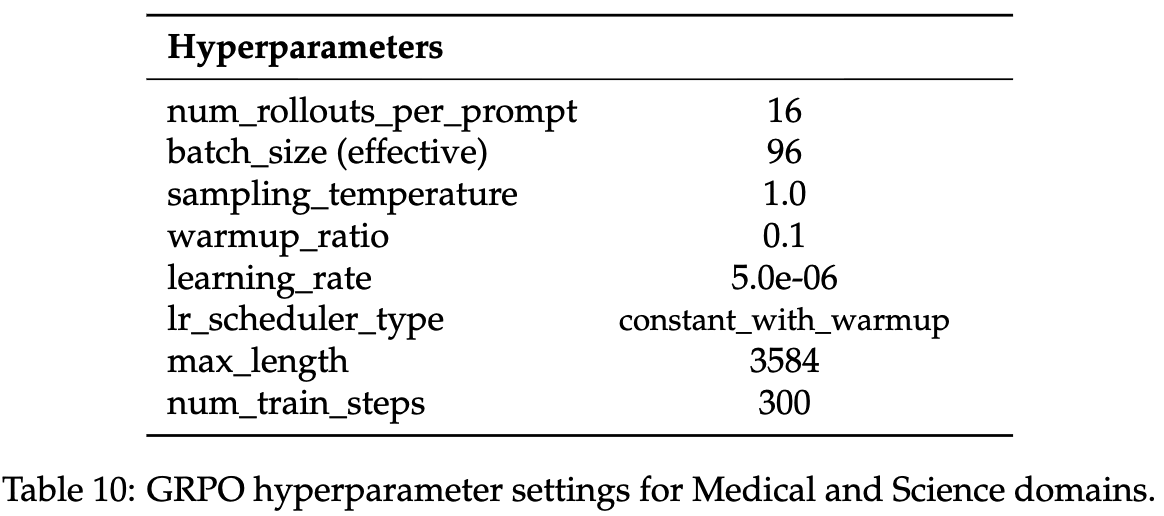 Hyperparameters
num_rollouts_per_prompt 16
batch_size (effective) 96
sampling_temperature 1.0
warmup_ratio 0.1
learning_rate 5.0e-06
lr_scheduler_type constant_with_warmup
max_length 3584
num_train_steps 300
Table 10: GRPO hyperparameter settings for Medical and Science domains.